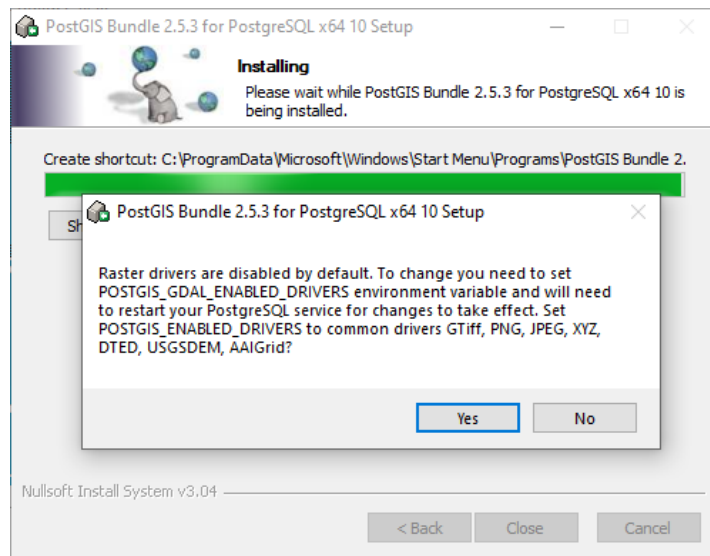 PostGIS Bundle 2.5.3 for PostgreSQL x64 10 Setup
Installing
Please wait while PostGIS Bundle 2.5.3 for PostgreSQL x64 10 is
being installed.
Create shortcut: C:\ProgramData\Microsoft\Windows\Start Menu\Programs\PostGIS Bundle 2.
PostGIS Bundle 2.5.3 for PostgreSQL x64 10 Setup
Raster drivers are disabled by default. To change you need to set
POSTGIS_GDAL_ENABLED_DRIVERS environment variable and will need
to restart your PostgreSQL service for changes to take effect. Set
POSTGIS_ENABLED_DRIVERS to common drivers GTiff, PNG, JPEG, XYZ,
DTED, USGSDEM, AAIGrid?
Yes No
Nullsoft Install System v3.04
< Back Close Cancel